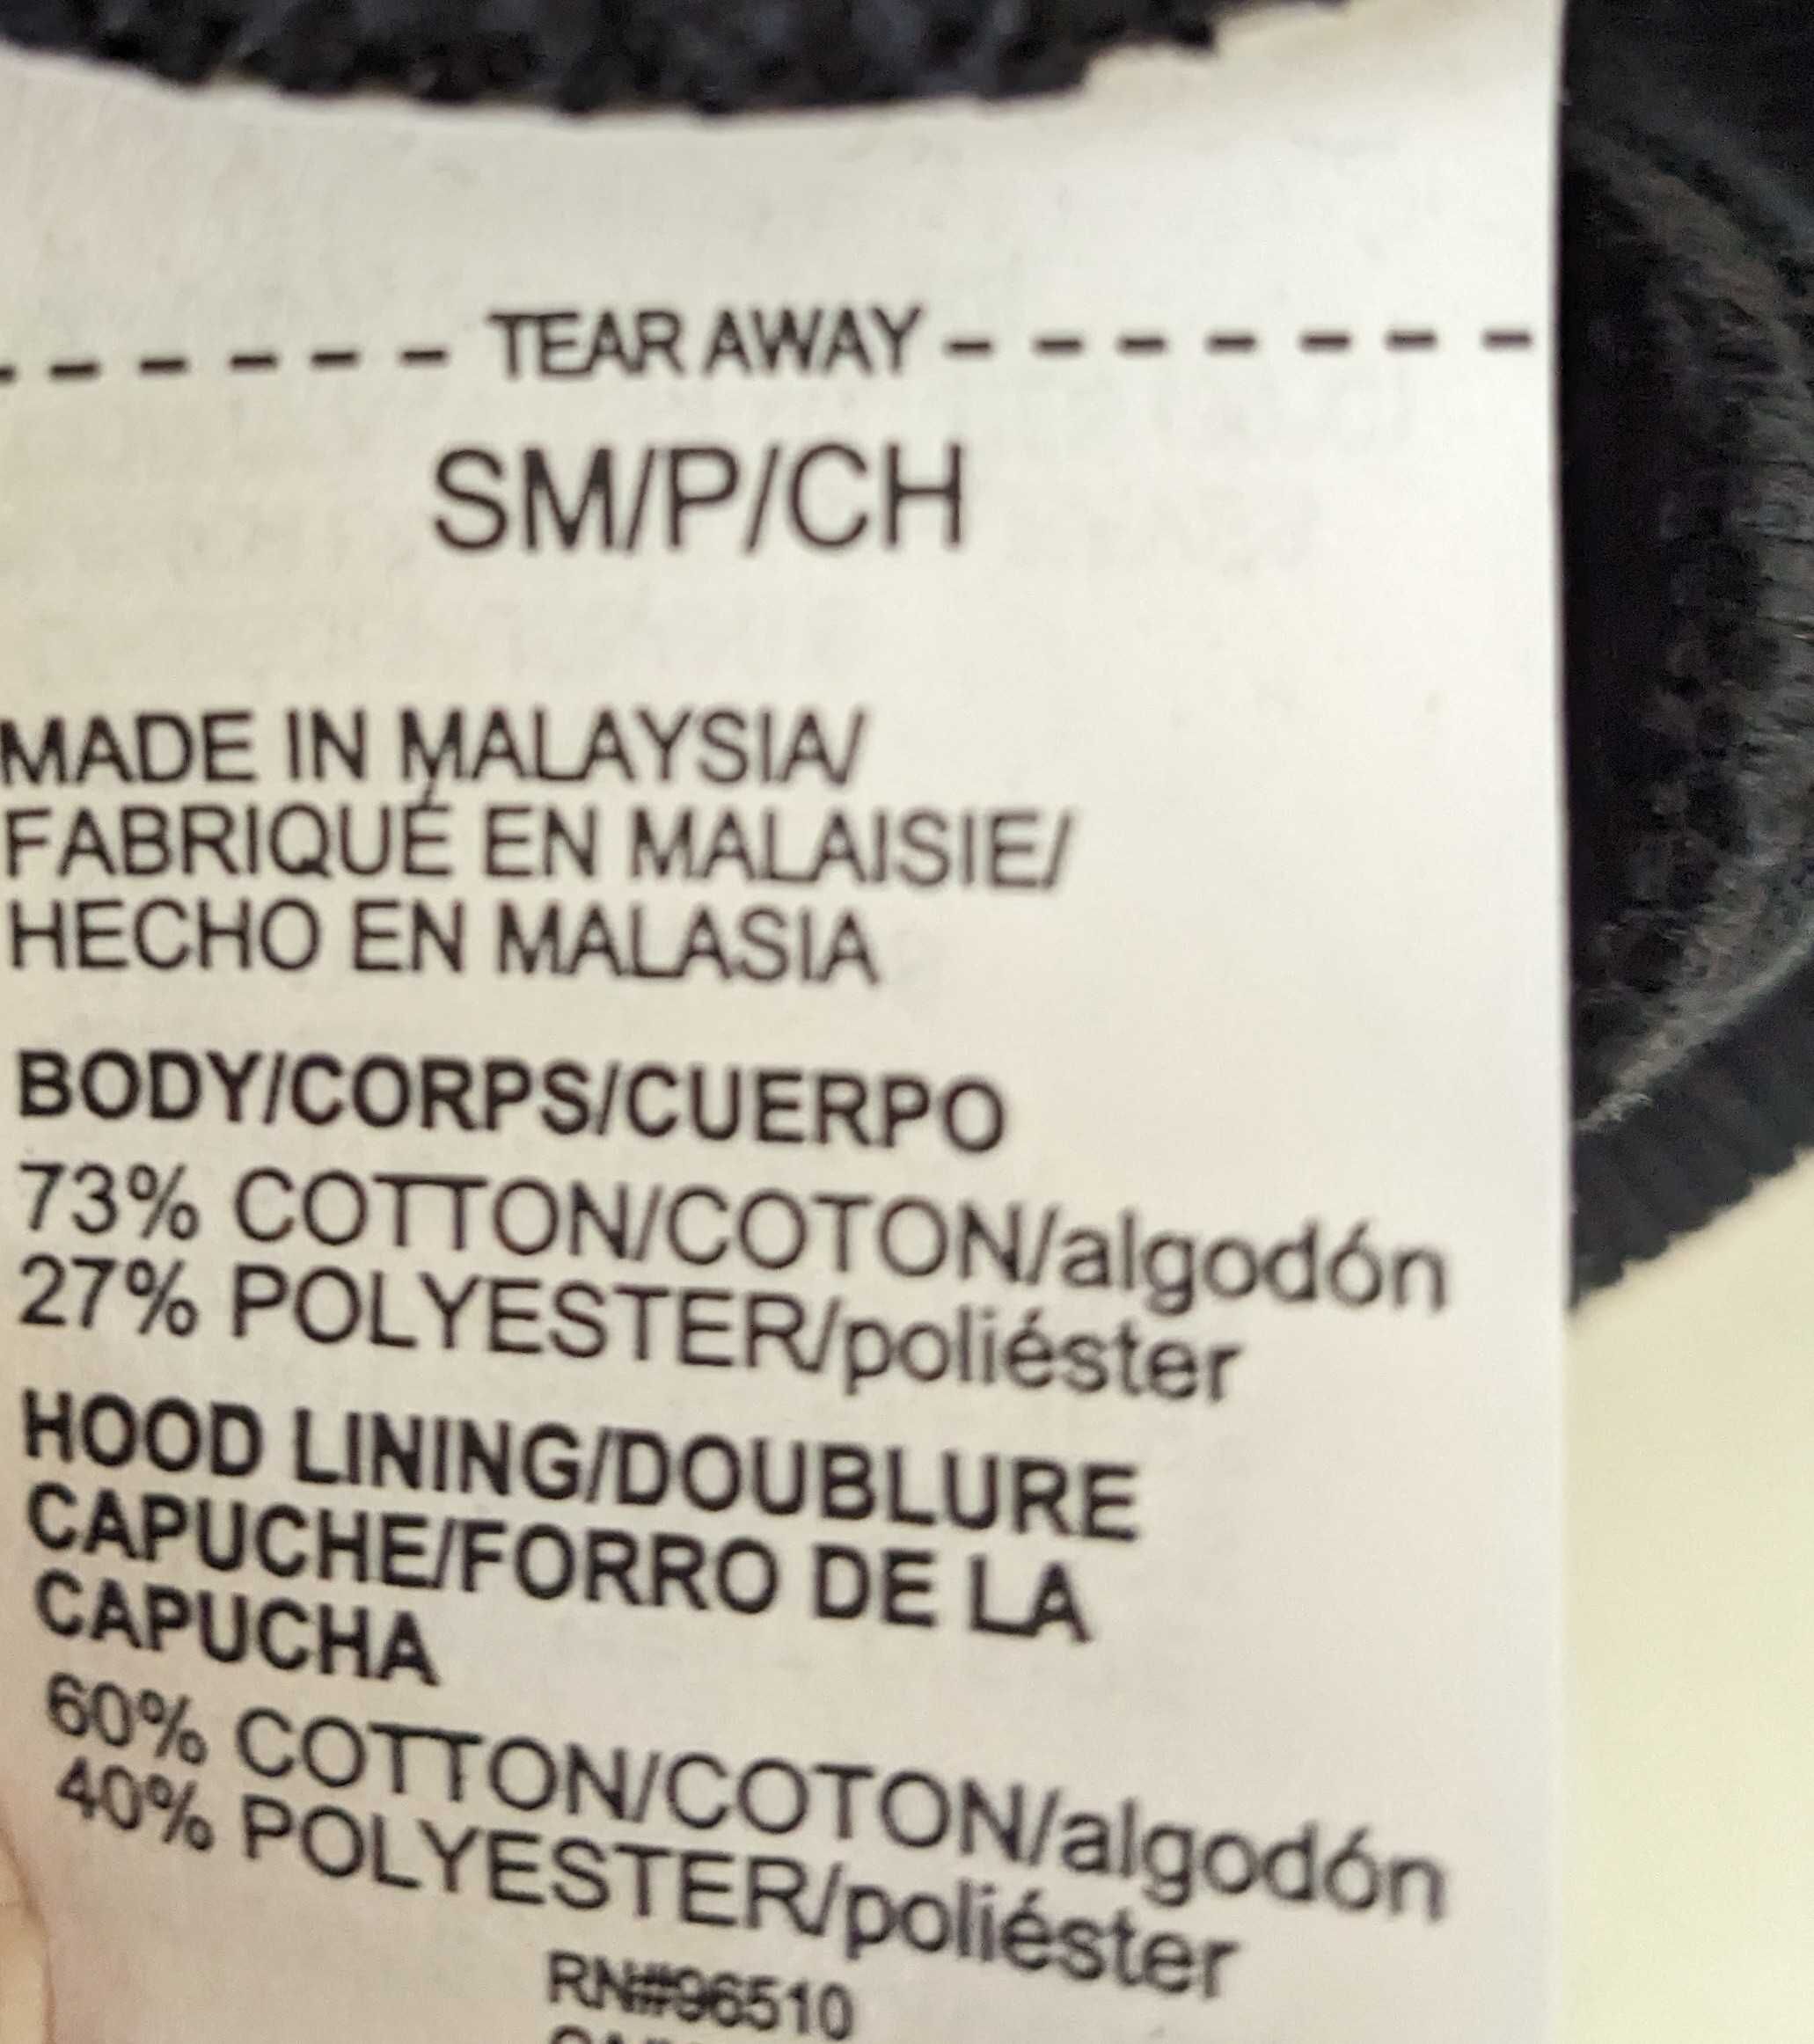 - - - - - - TEAR AWAY - - - - - - - -
SM/P/CH
MADE IN MALAYSIA/
FABRIQUÉ EN MALAISIE/
HECHO EN MALASIA
BODY/CORPS/CUERPO
73% COTTON/COTON/algodón
27% POLYESTER/poliéster
HOOD LINING/DOUBLURE
CAPUCHE/FORRO DE LA
CAPUCHA
60% COTTON/COTON/algodón
40% POLYESTER/poliéster
RN#96510